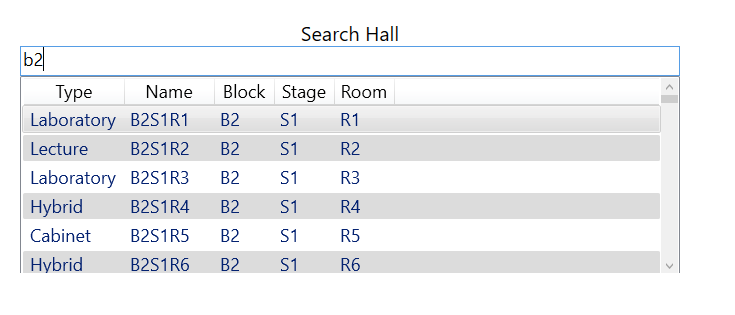 Search Hall
b2
Type Name Block Stage Room
Laboratory B2S1R1 B2 S1 R1
Lecture B2S1R2 B2 S1 R2
Laboratory B2S1R3 B2 S1 R3
Hybrid B2S1R4 B2 S1 R4
Cabinet B2S1R5 B2 S1 R5
Hybrid B2S1R6 B2 S1 R6